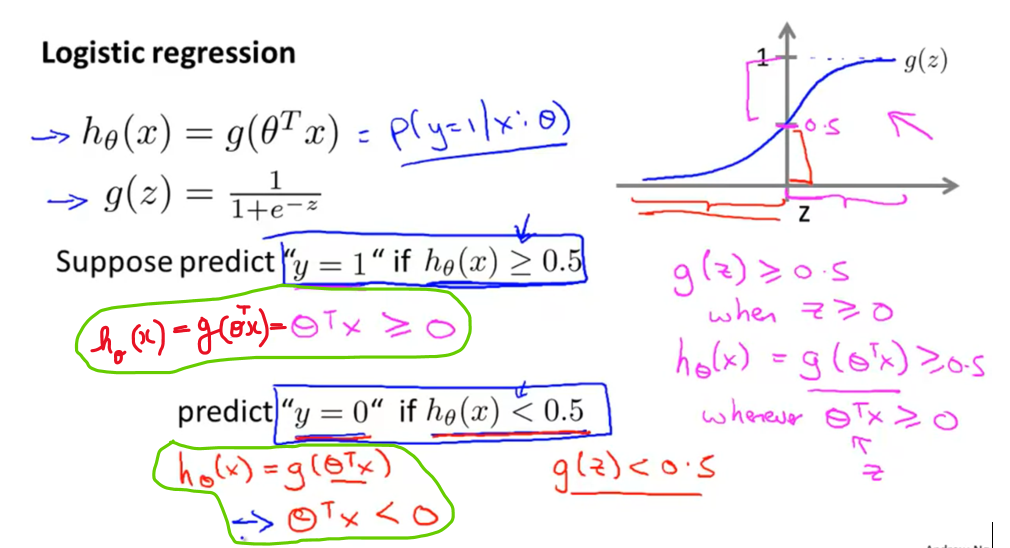 Logistic regression
→ hθ(x) = g(θᵀx) = P(y=1|x; θ)
→ g(z) = 1/(1+e⁻ᶻ)
1
g(z)
0.5
z
Suppose predict “y = 1“ if hθ(x) ≥ 0.5
hθ(x) = g(θᵀx) = θᵀx ≥ 0
g(z) ≥ 0.5
when z ≥ 0
hθ(x) = g(θᵀx) ≥ 0.5
whenever θᵀx ≥ 0
z
predict “y = 0“ if hθ(x) < 0.5
hθ(x) = g(θᵀx)
→ θᵀx < 0
g(z) < 0.5